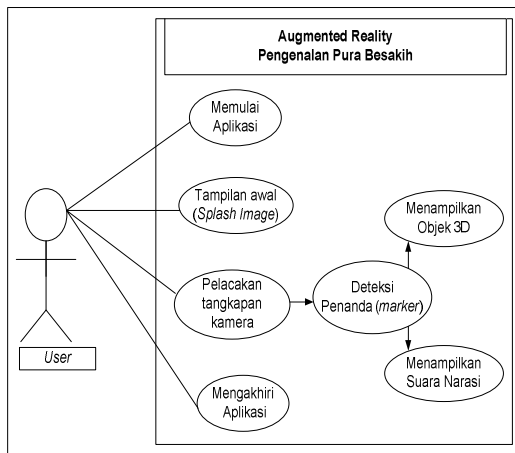 Augmented Reality
Pengenalan Pura Besakih
Memulai
Aplikasi
Tampilan awal
(Splash Image)
Menampilkan
Objek 3D
Pelacakan
tangkapan
kamera
Deteksi
Penanda (marker)
User
Menampilkan
Suara Narasi
Mengakhiri
Aplikasi